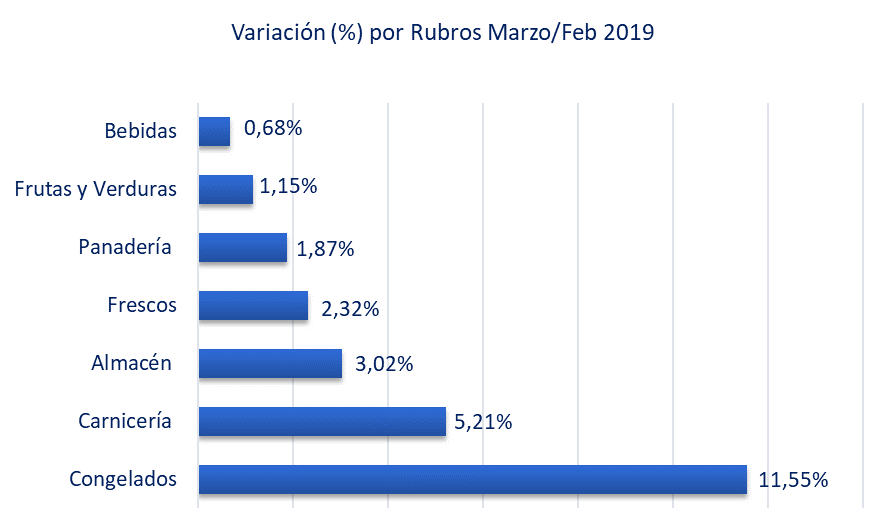 Variación (%) por Rubros Marzo/Feb 2019
Bebidas 0,68%
Frutas y Verduras 1,15%
Panadería 1,87%
Frescos 2,32%
Almacén 3,02%
Carnicería 5,21%
Congelados 11,55%